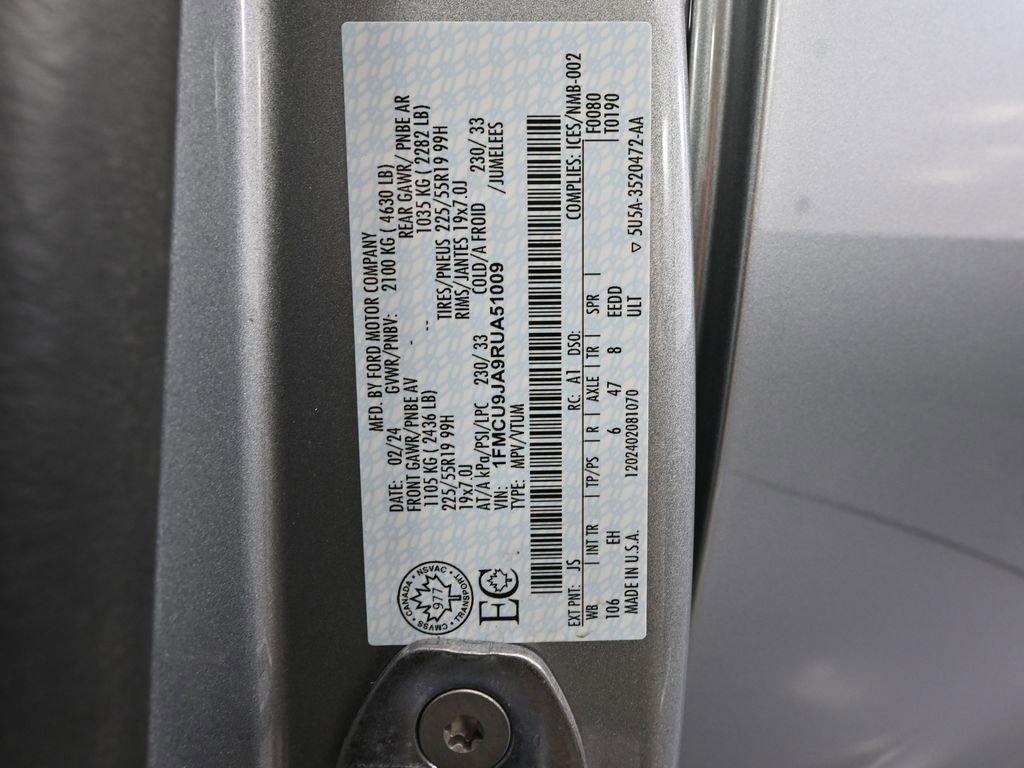 MFD. BY FORD MOTOR COMPANY
DATE: 02/24 GVWR/PNBV: 2100 KG ( 4630 LB)
FRONT GAWR/PNBE AV REAR GAWR/ PNBE AR
1105 KG ( 2436 LB) 1035 KG ( 2282 LB)
225/55R19 99H -- TIRES/PNEUS 225/55R19 99H
19x7.0J RIMS/JANTES 19x7.0J
AT/A kPa/PSI/LPC 230/ 33 COLD/A FROID 230/ 33
VIN: 1FMCU9JA9RUA51009 /JUMELEES
TYPE: MPV/VTUM
CANADA • NSVAC • TRANSPORT • CMVSS •
977
EC
COMPLIES: ICES/NMB-002
EXT PNT: JS RC: A1 DSO: F0080
WB | INT TR | TP/PS | R | AXLE | TR | SPR | T0190
106 EH 6 47 8 EEDD
MADE IN U.S.A. 1202402081070 ULT
▽ 5U5A-3520472-AA